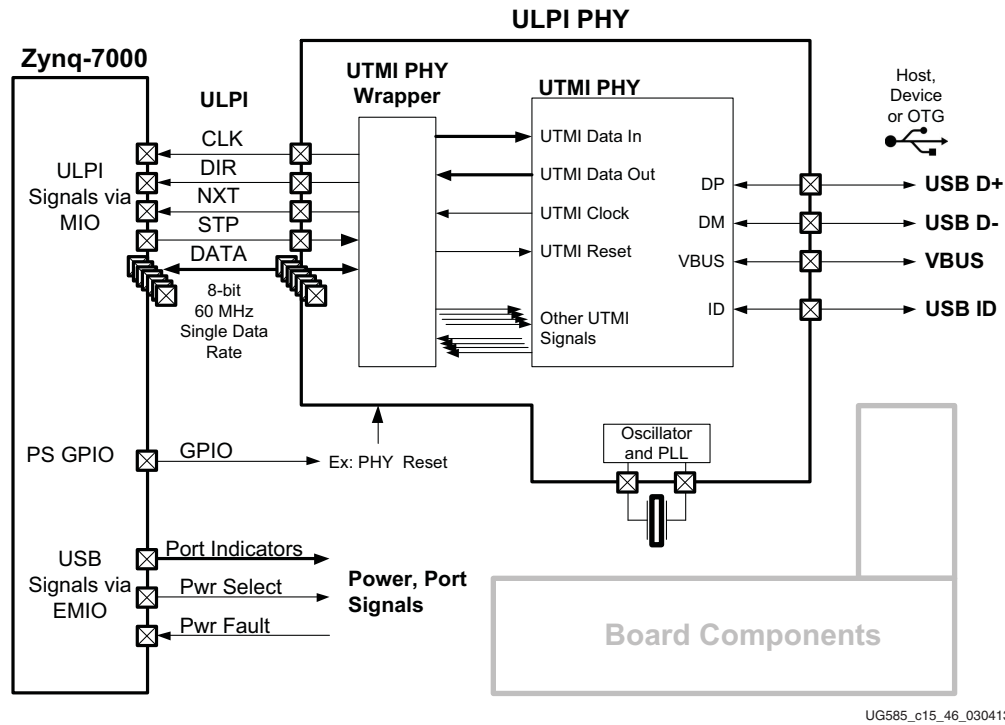 ULPI PHY
Zynq-7000
UTMI PHY
Wrapper
UTMI PHY
Host,
Device
or OTG
ULPI
CLK
DIR
NXT
STP
DATA
8-bit
60 MHz
Single Data
Rate
ULPI
Signals via
MIO
UTMI Data In
UTMI Data Out
UTMI Clock
UTMI Reset
Other UTMI
Signals
DP
DM
VBUS
ID
USB D+
USB D-
VBUS
USB ID
Oscillator
and PLL
PS GPIO
GPIO
Ex: PHY Reset
USB
Signals via
EMIO
Port Indicators
Pwr Select
Pwr Fault
Power, Port
Signals
Board Components
UG585_c15_46_030413